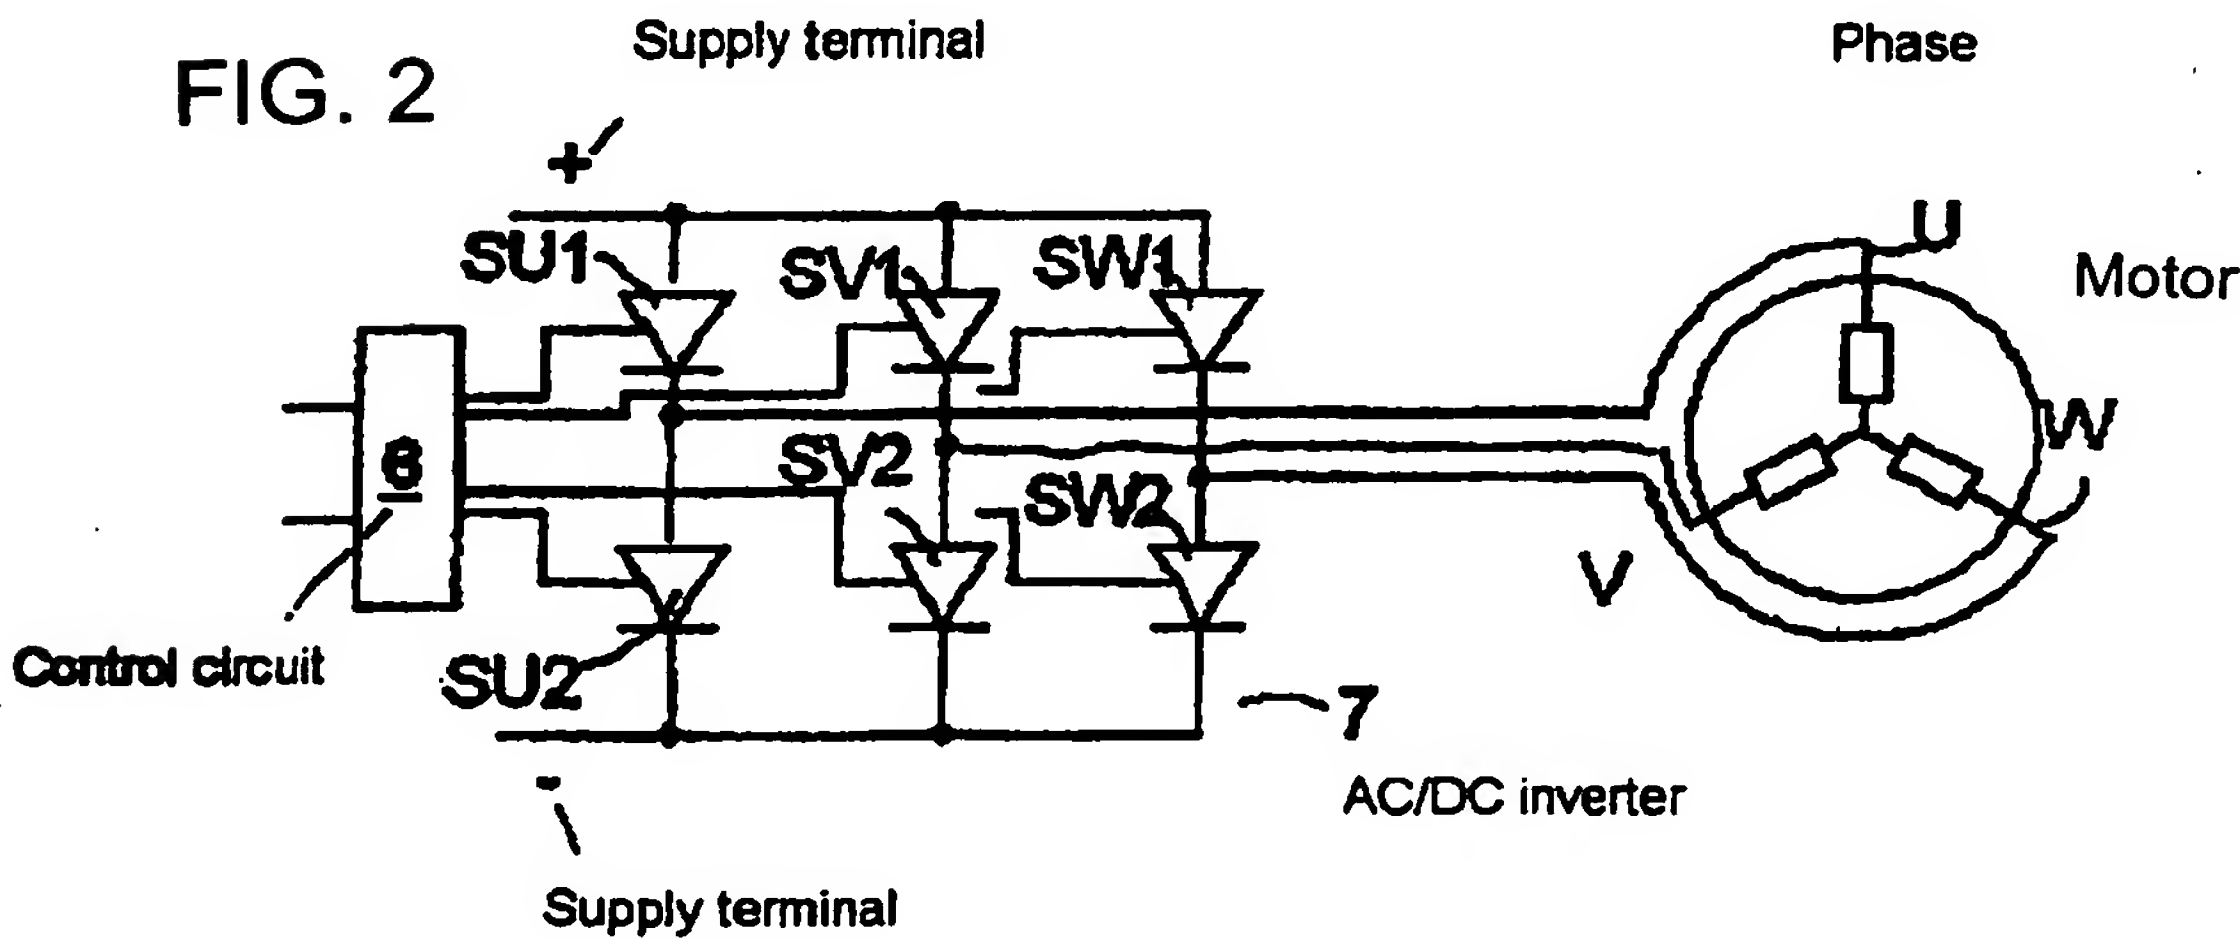 Supply terminal
Phase
FIG. 2
+
U
SU1
SV1
SW1
Motor
W
6
SV2
SW2
V
Control circuit
SU2
7
-
AC/DC inverter
Supply terminal